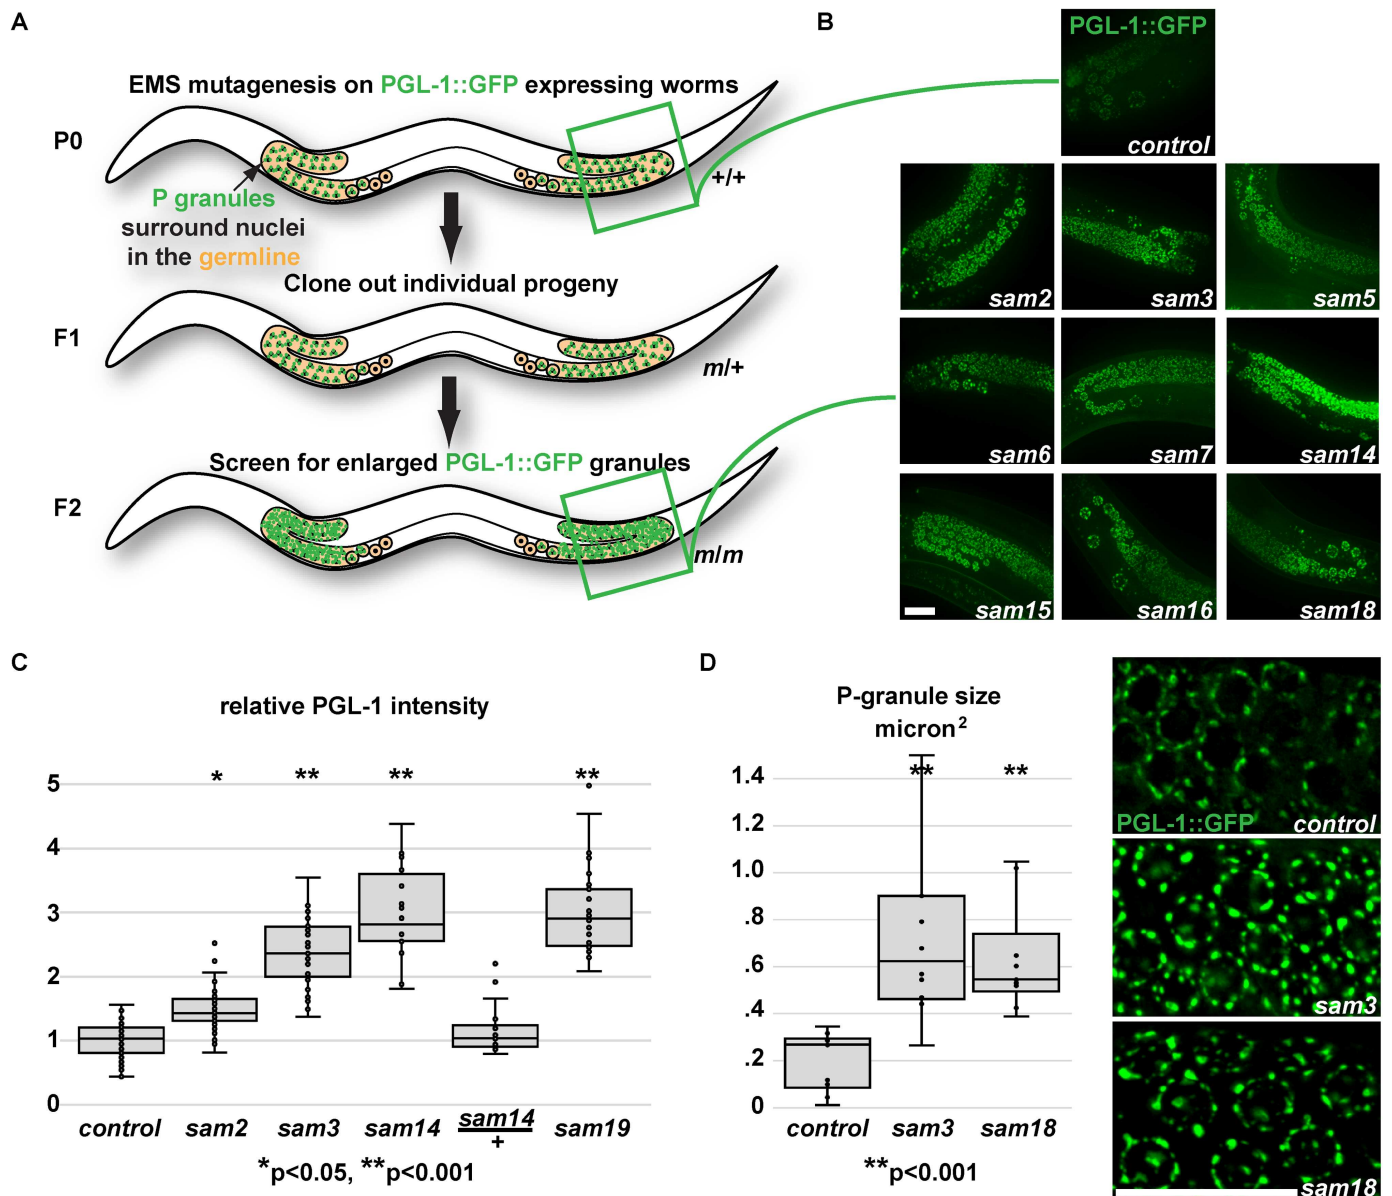 A
EMS mutagenesis on PGL-1::GFP expressing worms
P0
+/+
P granules
surround nuclei
in the germline
Clone out individual progeny
F1
m/+
Screen for enlarged PGL-1::GFP granules
F2
m/m
B
PGL-1::GFP
control
sam2
sam3
sam5
sam6
sam7
sam14
sam15
sam16
sam18
C
relative PGL-1 intensity
* ** ** **
5
4
3
2
1
0
control sam2 sam3 sam14 sam14/+ sam19
*p<0.05, **p<0.001
D
P-granule size
micron²
** **
1.4
1.2
1.0
.8
.6
.4
.2
0
control sam3 sam18
**p<0.001
PGL-1::GFP control
sam3
sam18